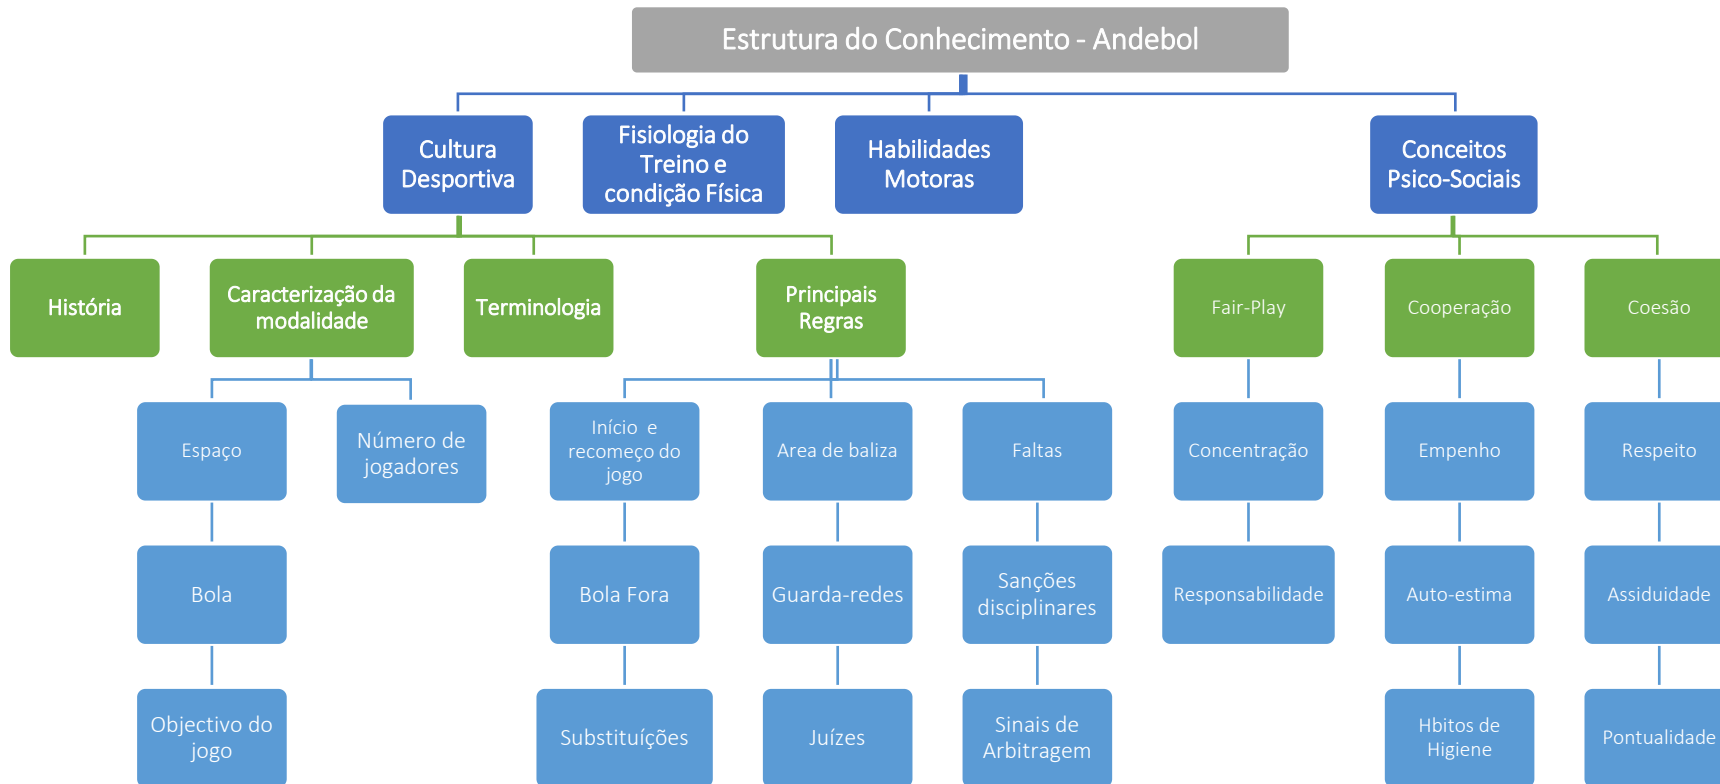 Estrutura do Conhecimento - Andebol
Cultura
Desportiva
Fisiologia do
Treino e
condição Física
Habilidades
Motoras
Conceitos
Psico-Sociais
História
Caracterização da
modalidade
Terminologia
Principais
Regras
Fair-Play
Cooperação
Coesão
Espaço
Número de
jogadores
Início e
recomeço do
jogo
Area de baliza
Faltas
Concentração
Empenho
Respeito
Bola
Bola Fora
Guarda-redes
Sanções
disciplinares
Responsabilidade
Auto-estima
Assiduidade
Objectivo do
jogo
Substituíções
Juízes
Sinais de
Arbitragem
Hbitos de
Higiene
Pontualidade